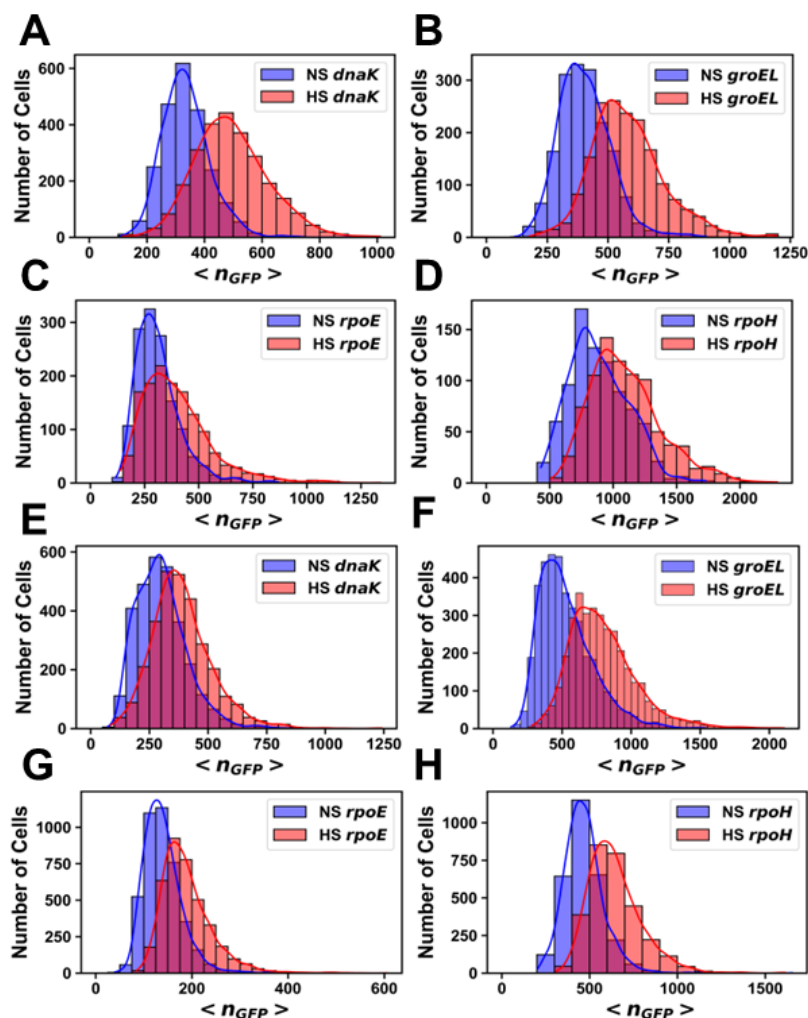 A
B
NS dnaK
HS dnaK
Number of Cells
600
400
200
0
0 200 400 600 800 1000
< nGFP >
NS groEL
HS groEL
Number of Cells
300
200
100
0
0 250 500 750 1000 1250
< nGFP >
C
D
NS rpoE
HS rpoE
Number of Cells
300
200
100
0
0 250 500 750 1000 1250
< nGFP >
NS rpoH
HS rpoH
Number of Cells
150
100
50
0
0 500 1000 1500 2000
< nGFP >
E
F
NS dnaK
HS dnaK
Number of Cells
600
400
200
0
0 250 500 750 1000 1250
< nGFP >
NS groEL
HS groEL
Number of Cells
400
300
200
100
0
0 500 1000 1500 2000
< nGFP >
G
H
NS rpoE
HS rpoE
Number of Cells
1000
750
500
250
0
0 200 400 600
< nGFP >
NS rpoH
HS rpoH
Number of Cells
1000
750
500
250
0
0 500 1000 1500
< nGFP >